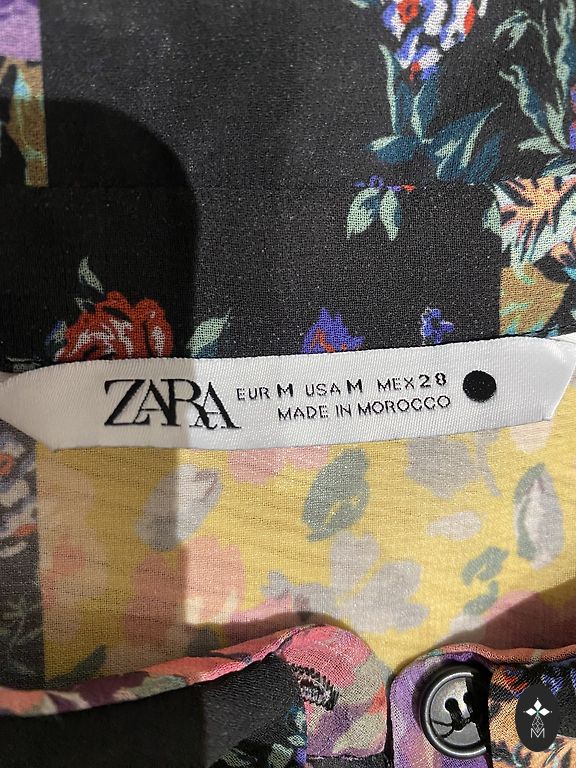 ZARA EUR M USA M MEX 28
MADE IN MOROCCO
M